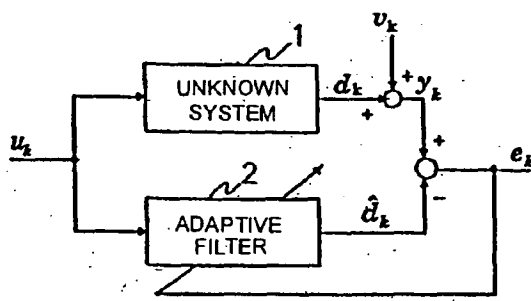 1
v_k
UNKNOWN
SYSTEM
d_k
+
+
y_k
u_k
+
e_k
2
ADAPTIVE
FILTER
d̂_k
−